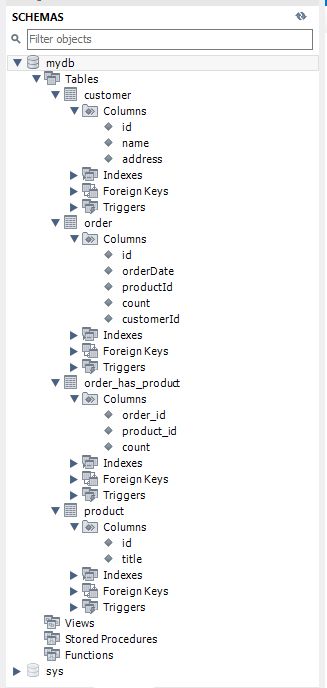 SCHEMAS
Filter objects
mydb
Tables
customer
Columns
id
name
address
Indexes
Foreign Keys
Triggers
order
Columns
id
orderDate
productId
count
customerId
Indexes
Foreign Keys
Triggers
order_has_product
Columns
order_id
product_id
count
Indexes
Foreign Keys
Triggers
product
Columns
id
title
Indexes
Foreign Keys
Triggers
Views
Stored Procedures
Functions
sys